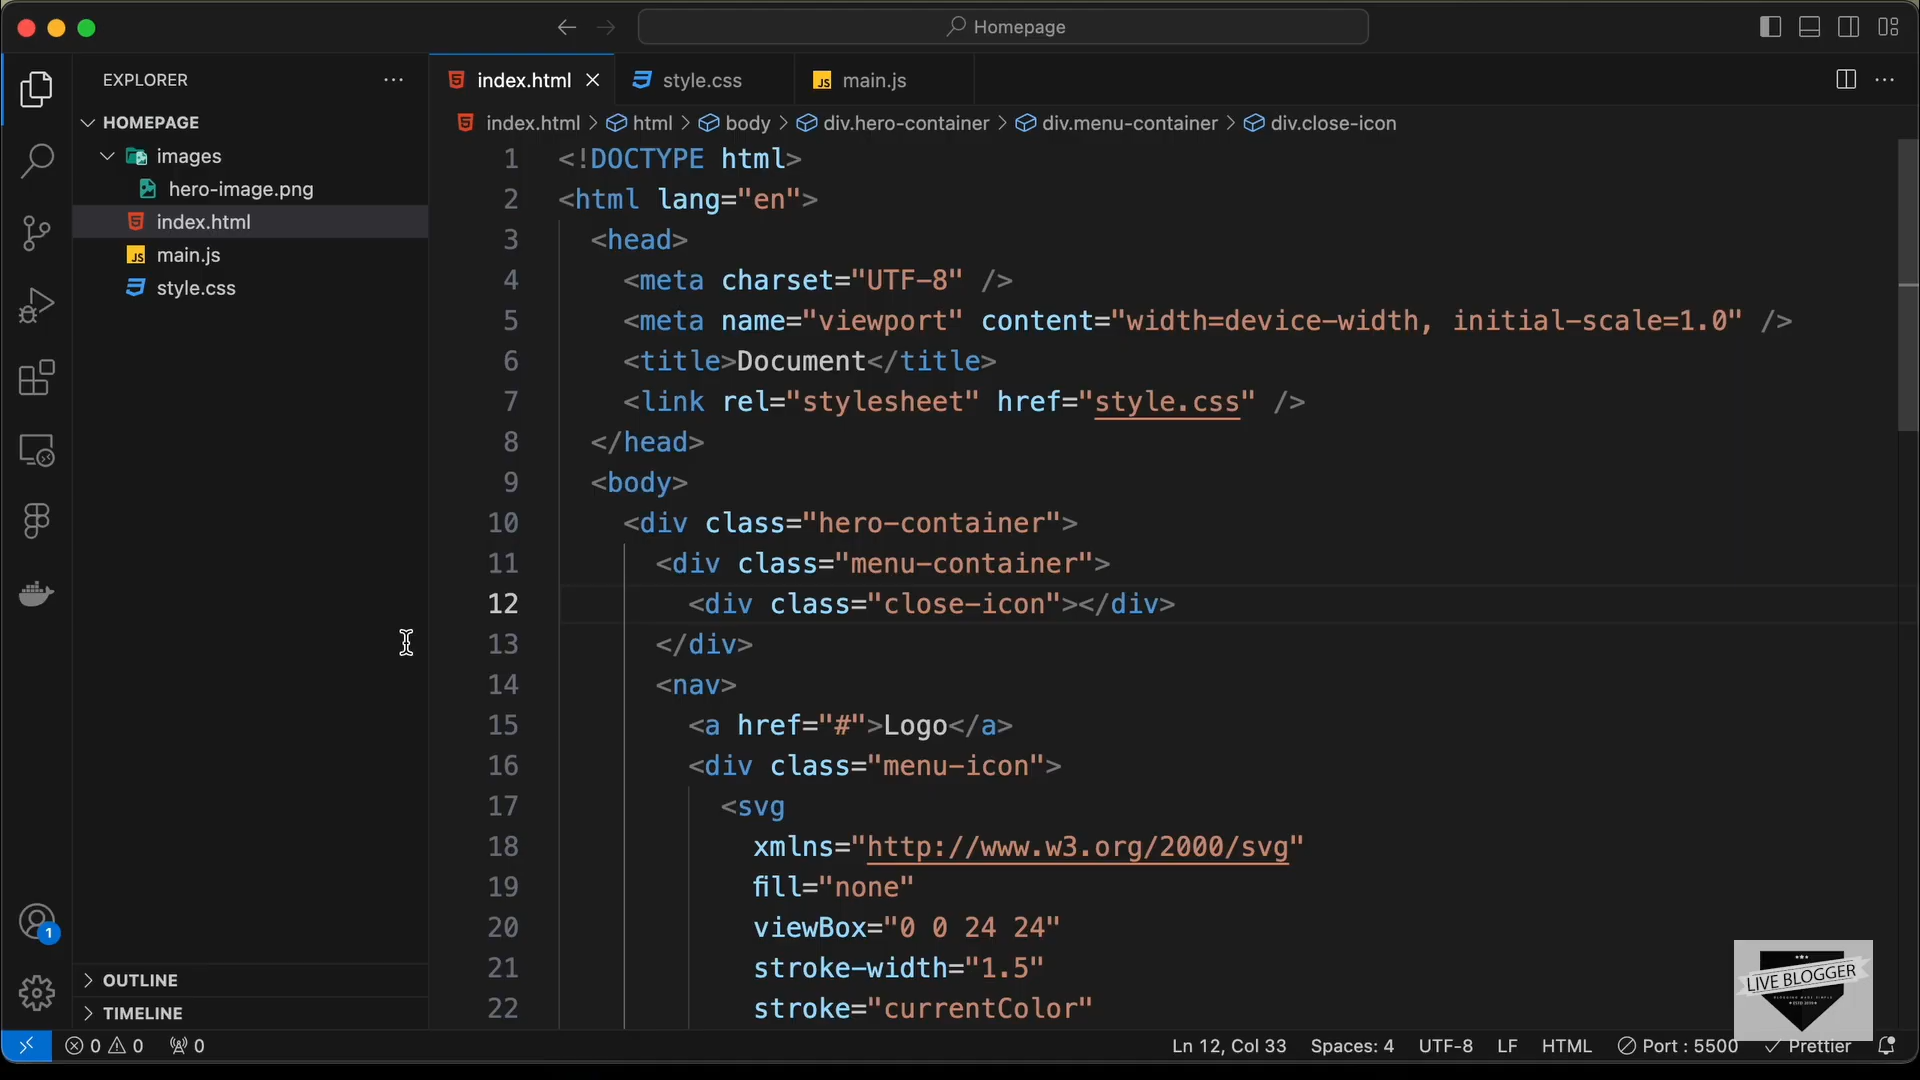 Homepage
EXPLORER
HOMEPAGE
images
hero-image.png
index.html
main.js
style.css
OUTLINE
TIMELINE
index.html
style.css
JS main.js
index.html > html > body > div.hero-container > div.menu-container > div.close-icon
1 <!DOCTYPE html>
2 <html lang="en">
3 <head>
4 <meta charset="UTF-8" />
5 <meta name="viewport" content="width=device-width, initial-scale=1.0" />
6 <title>Document</title>
7 <link rel="stylesheet" href="style.css" />
8 </head>
9 <body>
10 <div class="hero-container">
11 <div class="menu-container">
12 <div class="close-icon"></div>
13 </div>
14 <nav>
15 <a href="#">Logo</a>
16 <div class="menu-icon">
17 <svg
18 xmlns="http://www.w3.org/2000/svg"
19 fill="none"
20 viewBox="0 0 24 24"
21 stroke-width="1.5"
22 stroke="currentColor"
LIVE BLOGGER
1
0 0 0
Ln 12, Col 33 Spaces: 4 UTF-8 LF HTML Port : 5500 Prettier